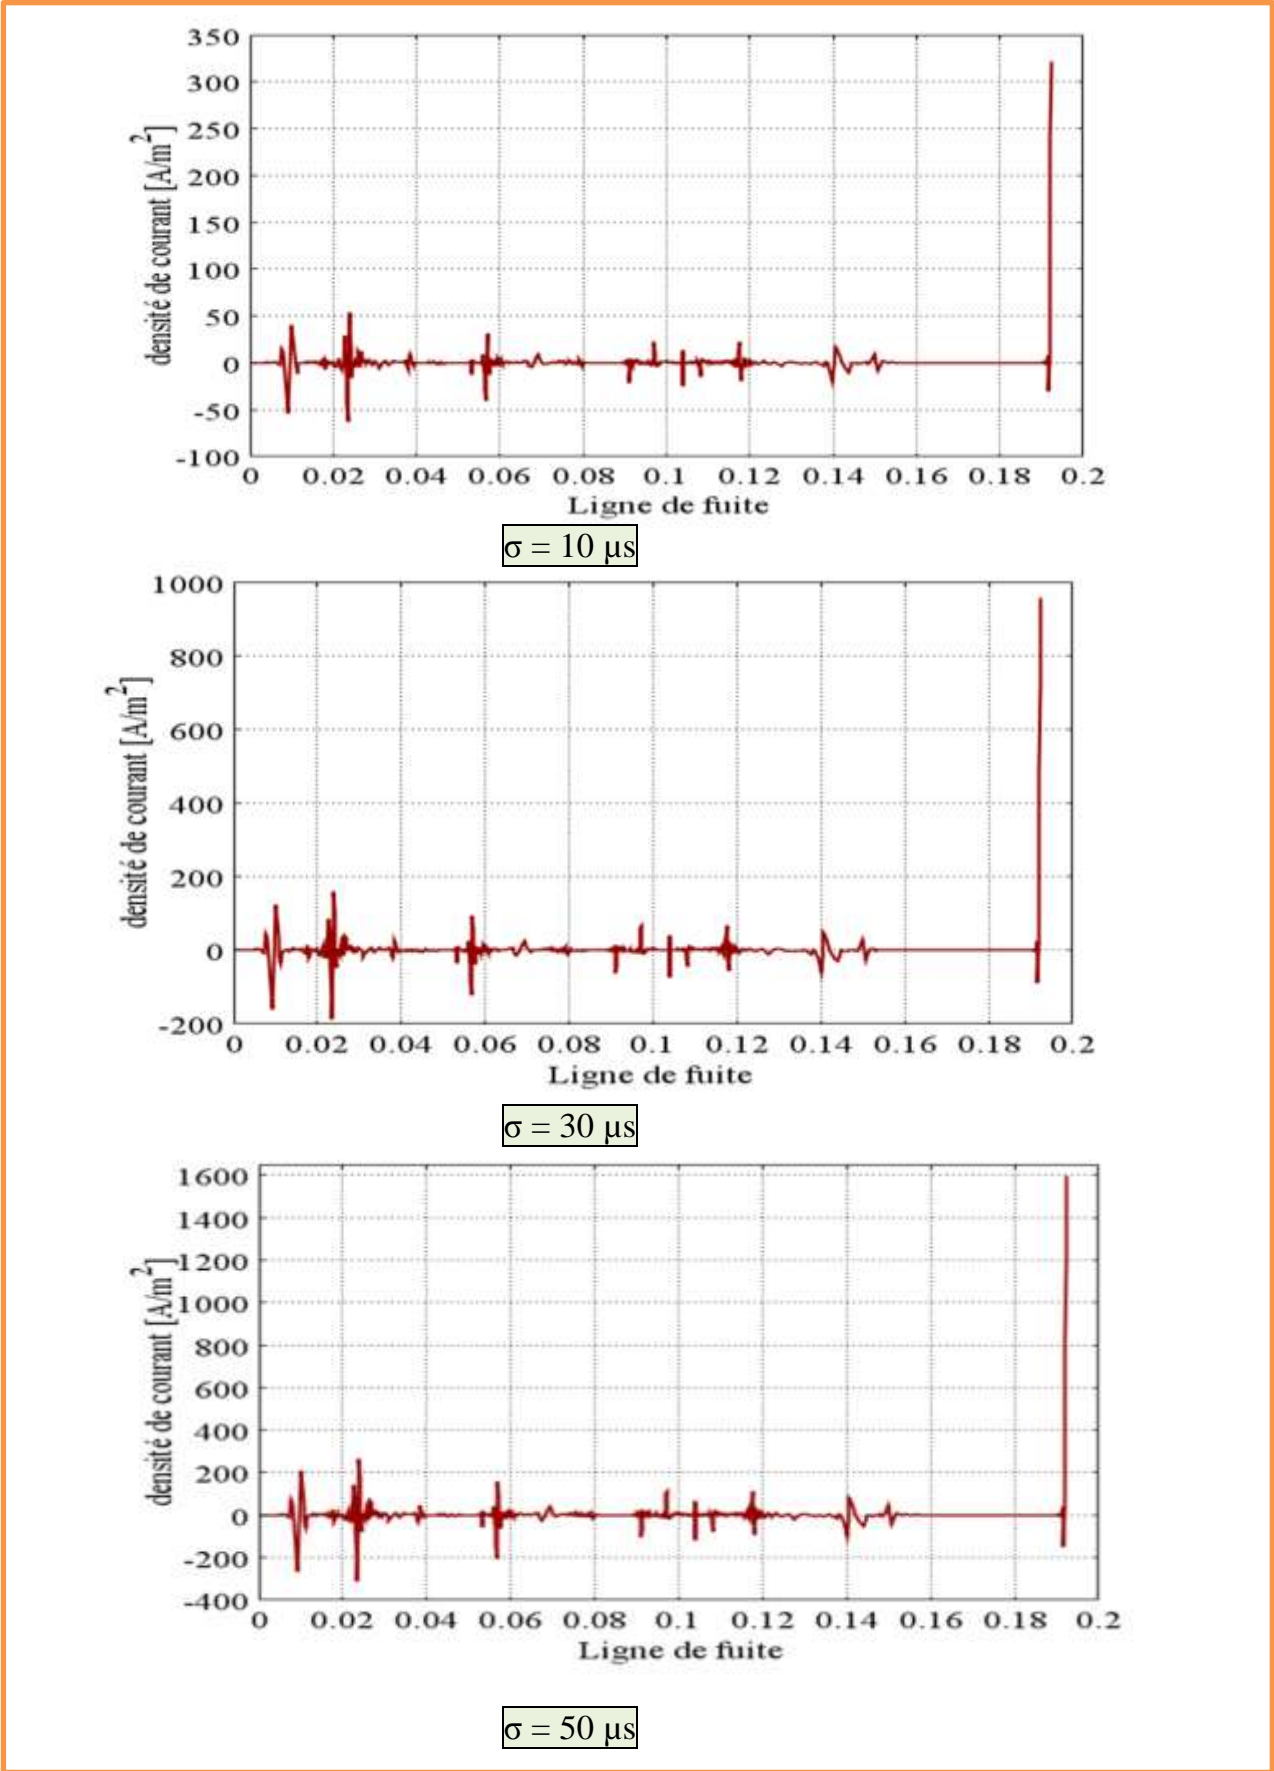 350
300
250
200
150
100
50
0
-50
-100
densité de courant [A/m²]
0 0.02 0.04 0.06 0.08 0.1 0.12 0.14 0.16 0.18 0.2
Ligne de fuite
σ = 10 µs
1000
800
600
400
200
0
-200
densité de courant [A/m²]
0 0.02 0.04 0.06 0.08 0.1 0.12 0.14 0.16 0.18 0.2
Ligne de fuite
σ = 30 µs
1600
1400
1200
1000
800
600
400
200
0
-200
-400
densité de courant [A/m²]
0 0.02 0.04 0.06 0.08 0.1 0.12 0.14 0.16 0.18 0.2
Ligne de fuite
σ = 50 µs